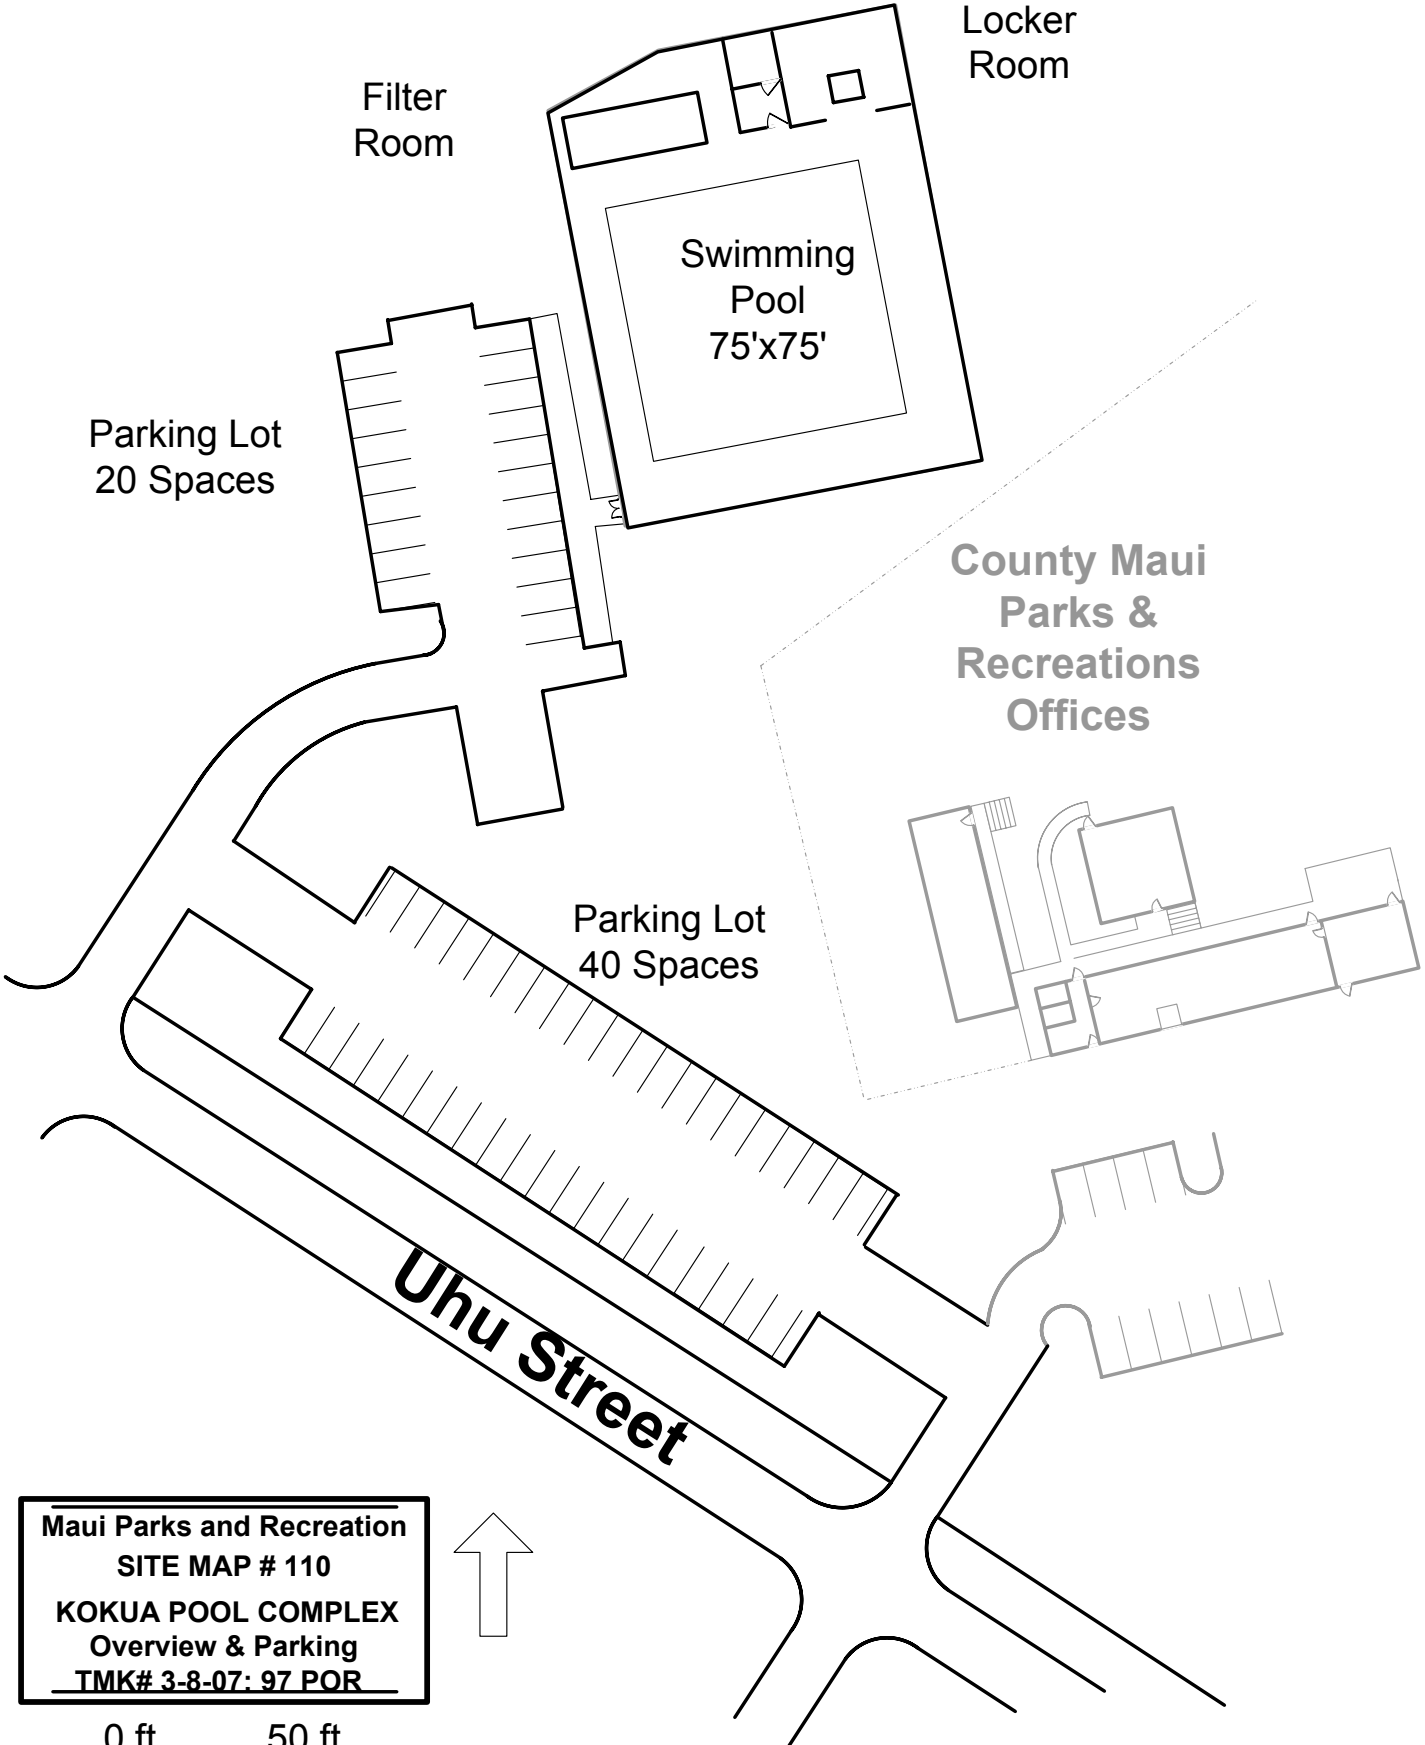 Locker
Room
Filter
Room
Swimming
Pool
75'x75'
Parking Lot
20 Spaces
County Maui
Parks &
Recreations
Offices
Parking Lot
40 Spaces
Uhu Street
Maui Parks and Recreation
SITE MAP # 110
KOKUA POOL COMPLEX
Overview & Parking
TMK# 3-8-07: 97 POR
0 ft 50 ft